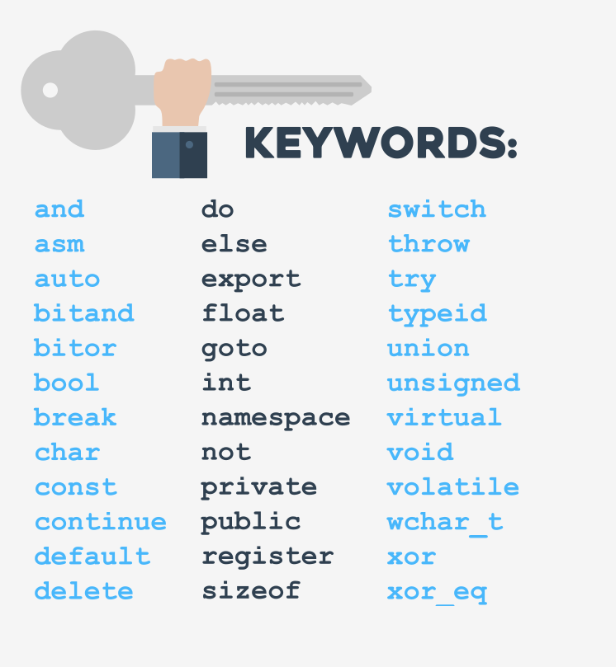 KEYWORDS:
and do switch
asm else throw
auto export try
bitand float typeid
bitor goto union
bool int unsigned
break namespace virtual
char not void
const private volatile
continue public wchar_t
default register xor
delete sizeof xor_eq